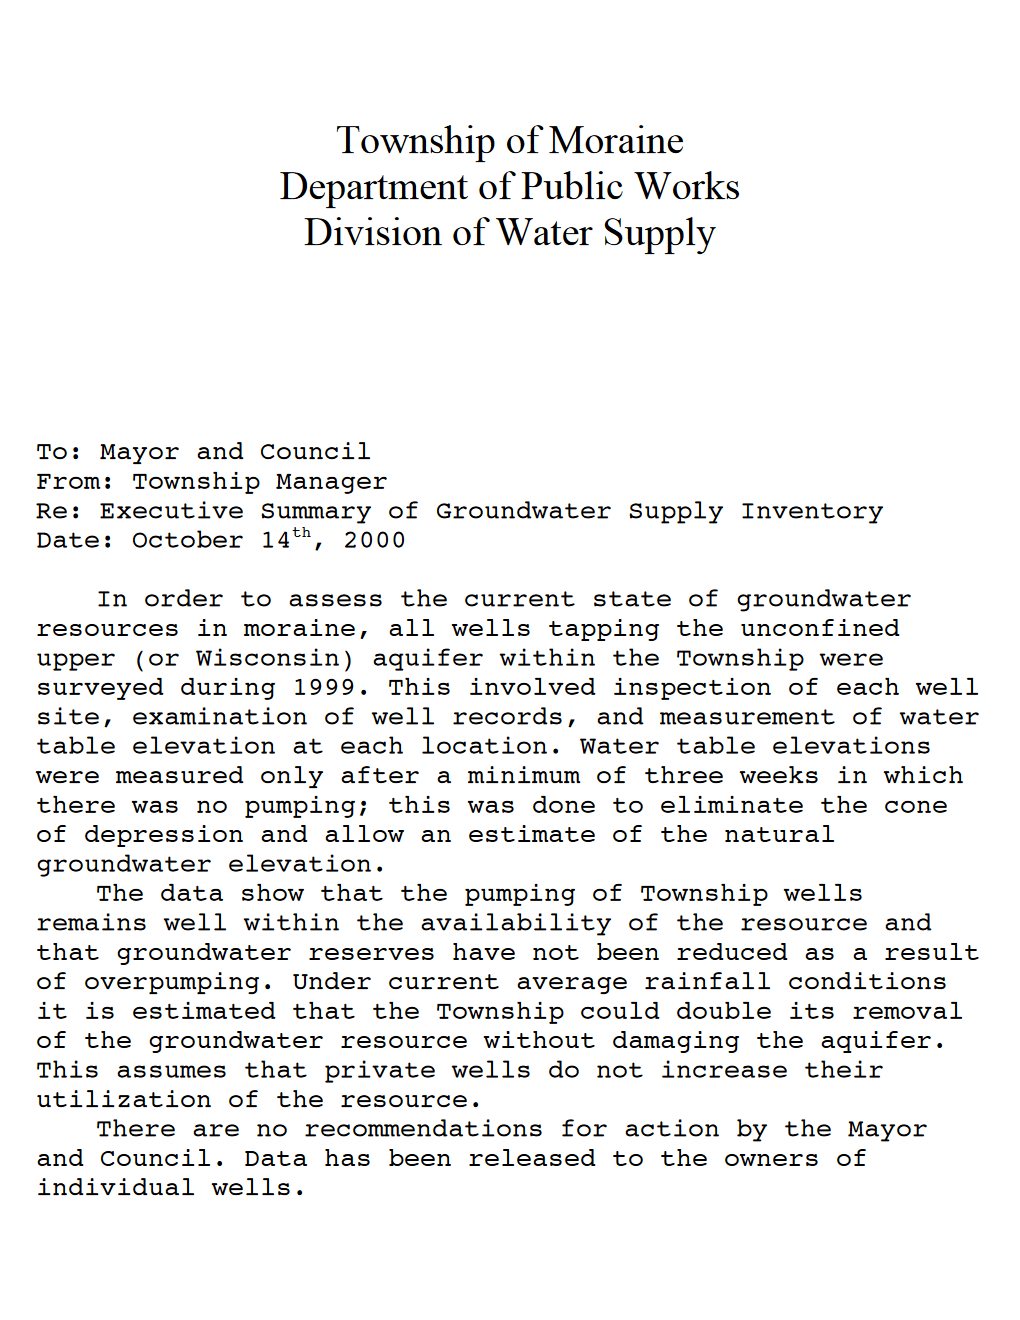 Township of Moraine
Department of Public Works
Division of Water Supply
To: Mayor and Council
From: Township Manager
Re: Executive Summary of Groundwater Supply Inventory
Date: October 14th, 2000
In order to assess the current state of groundwater
resources in moraine, all wells tapping the unconfined
upper (or Wisconsin) aquifer within the Township were
surveyed during 1999. This involved inspection of each well
site, examination of well records, and measurement of water
table elevation at each location. Water table elevations
were measured only after a minimum of three weeks in which
there was no pumping; this was done to eliminate the cone
of depression and allow an estimate of the natural
groundwater elevation.
The data show that the pumping of Township wells
remains well within the availability of the resource and
that groundwater reserves have not been reduced as a result
of overpumping. Under current average rainfall conditions
it is estimated that the Township could double its removal
of the groundwater resource without damaging the aquifer.
This assumes that private wells do not increase their
utilization of the resource.
There are no recommendations for action by the Mayor
and Council. Data has been released to the owners of
individual wells.